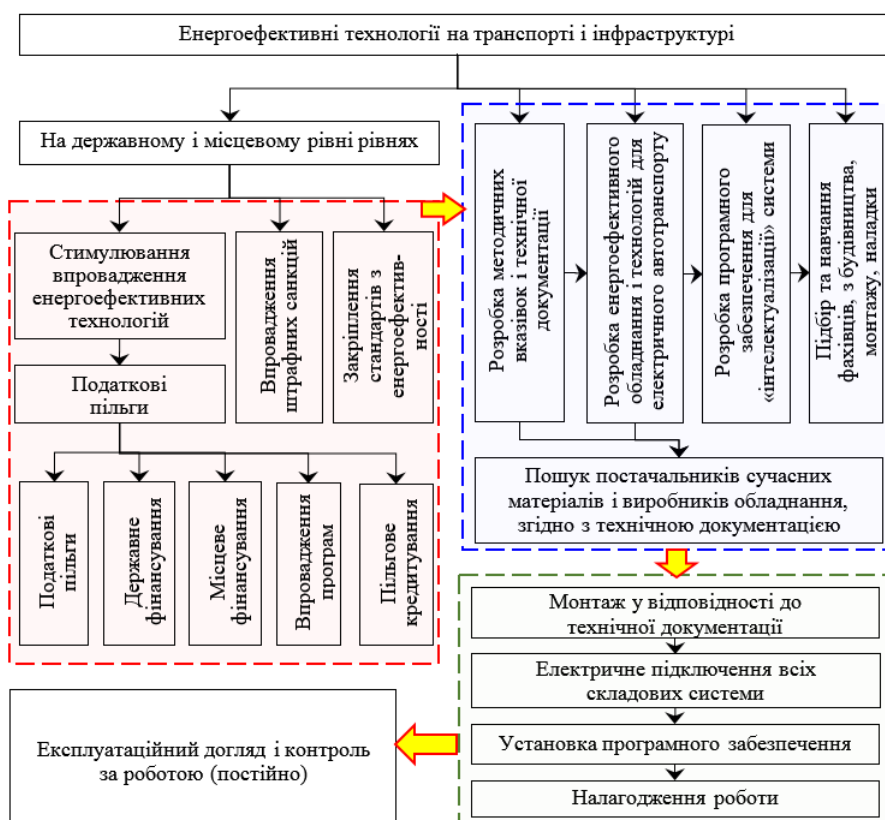 Енергоефективні технології на транспорті і інфраструктурі
На державному і місцевому рівні рівнях
Стимулювання
впровадження
енергоефективних
технологій
Впровадження
штрафних санкцій
Закріплення
стандартів з
енергоефектив-
ності
Податкові
пільги
Податкові
пільги
Державне
фінансування
Місцеве
фінансування
Впровадження
програм
Пільгове
кредитування
Розробка методичних
вказівок і технічної
документації
Розробка енергоефективного
обладнання і технологій для
електричного автотранспорту
Розробка програмного
забезпечення для
«інтелектуалізації» системи
Підбір та навчання
фахівців, з будівництва,
монтажу, наладки
Пошук постачальників сучасних
матеріалів і виробників обладнання,
згідно з технічною документацією
Монтаж у відповідності до
технічної документації
Електричне підключення всіх
складових системи
Установка програмного забезпечення
Налагодження роботи
Експлуатаційний догляд і контроль
за роботою (постійно)